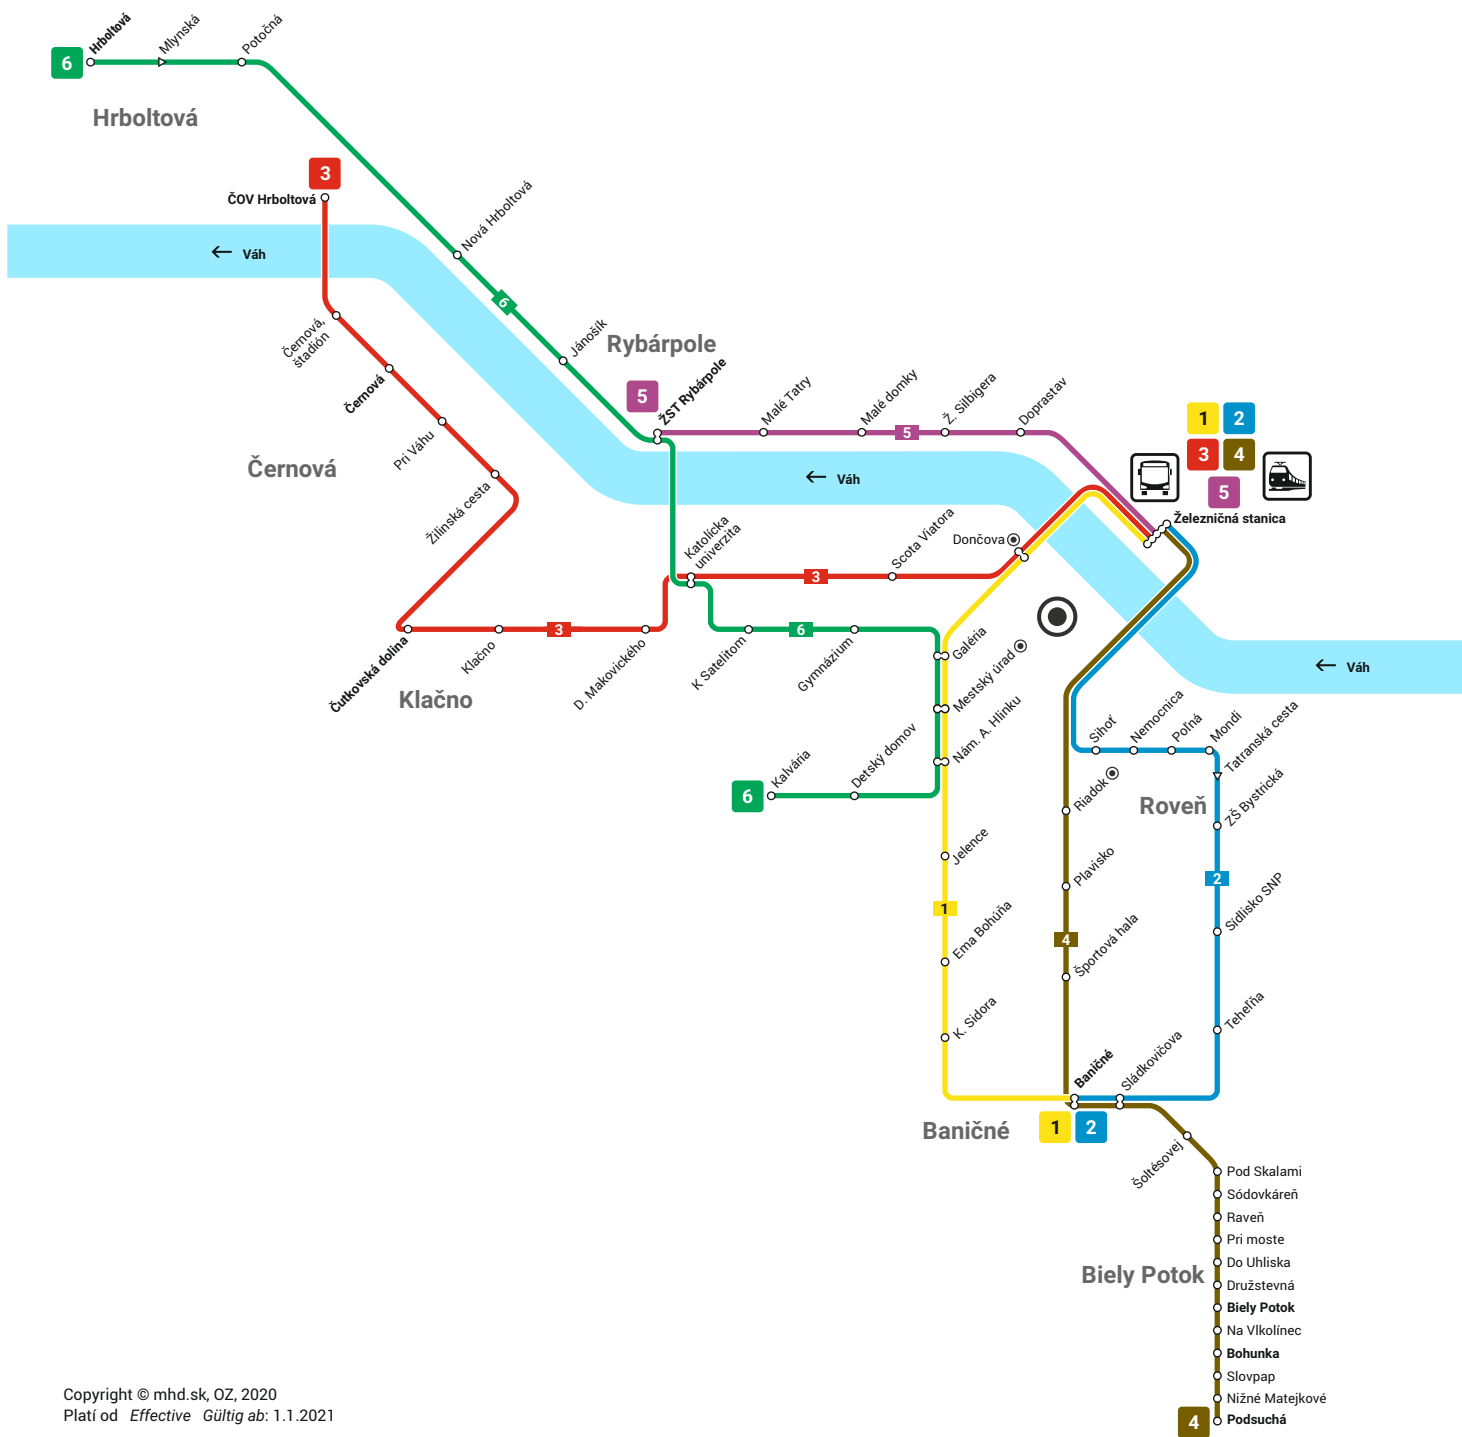 Hrboltová
Mlynská
Potočná
6
Hrboltová
3
ČOV Hrboltová
Nová Hrboltová
← Váh
6
Černová,
štadión
Jánošík
Rybárpole
Černová
5
ŽST Rybárpole
Malé Tatry
Malé domky
5
Ž. Silbigera
Doprastav
1
2
3
4
5
Železničná stanica
Pri Váhu
Černová
← Váh
Žilinská cesta
Katolícka
univerzita
3
Scota Viatora
Dončova
Čutkovská dolina
Klačno
3
D. Makovického
K Satelitom
6
Gymnázium
Galéria
Mestský úrad
Nám. A. Hlinku
← Váh
Klačno
6
Kalvária
Detský domov
Sihoť
Nemocnica
Poľná
Mondi
Tatranská cesta
Riadok
Roveň
ZŠ Bystrická
Jelence
Plavisko
2
1
Sídlisko SNP
Ema Bohúňa
4
Športová hala
K. Sidora
Teheľňa
Baničné
Sládkovičova
Baničné
1
2
Šoltésovej
Pod Skalami
Sódovkáreň
Raveň
Pri moste
Do Uhliska
Biely Potok
Družstevná
Biely Potok
Na Vlkolínec
Bohunka
Slovpap
Nižné Matejkové
4
Podsuchá
Copyright © mhd.sk, OZ, 2020
Platí od Effective Gültig ab: 1.1.2021